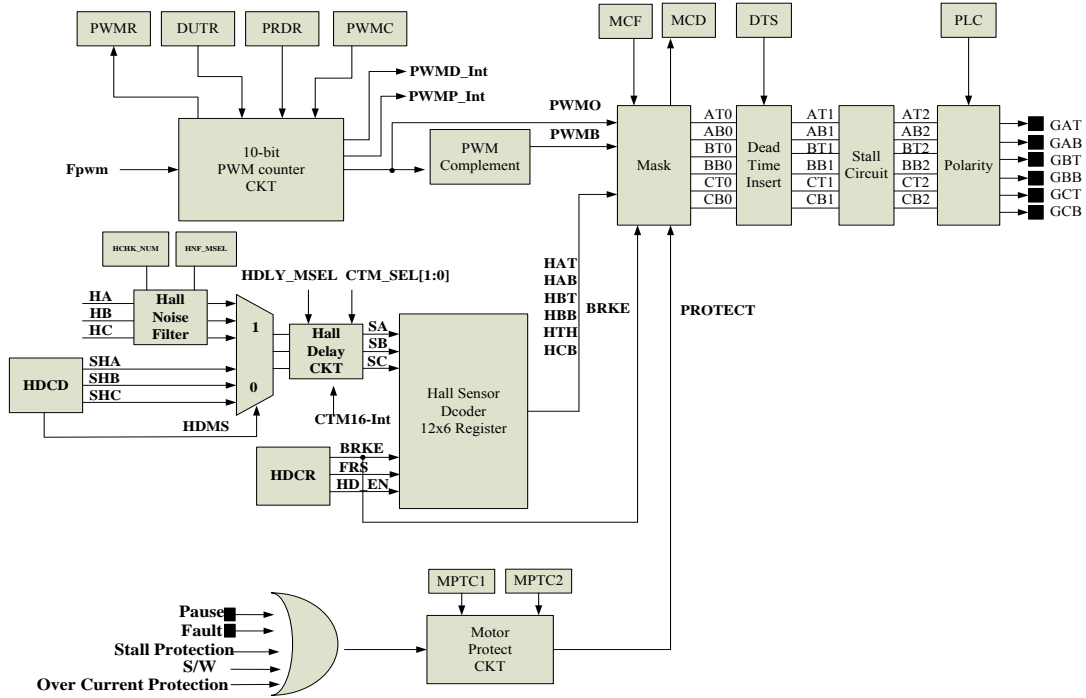 PWMR
DUTR
PRDR
PWMC
MCF
MCD
DTS
PLC
PWMD_Int
PWMP_Int
10-bit
PWM counter
CKT
Fpwm
PWMO
PWMB
PWM
Complement
Mask
AT0
AB0
BT0
BB0
CT0
CB0
Dead
Time
Insert
AT1
AB1
BT1
BB1
CT1
CB1
Stall
Circuit
AT2
AB2
BT2
BB2
CT2
CB2
Polarity
GAT
GAB
GBT
GBB
GCT
GCB
HCHK_NUM
HNF_MSEL
HA
HB
HC
Hall
Noise
Filter
HDLY_MSEL
CTM_SEL[1:0]
1
0
Hall
Delay
CKT
SA
SB
SC
HDCD
SHA
SHB
SHC
HDMS
CTM16-Int
Hall Sensor
Dcoder
12x6 Register
HAT
HAB
HBT
HBB
HTH
HCB
BRKE
PROTECT
HDCR
BRKE
FRS
HD_EN
Pause
Fault
Stall Protection
S/W
Over Current Protection
MPTC1
MPTC2
Motor
Protect
CKT